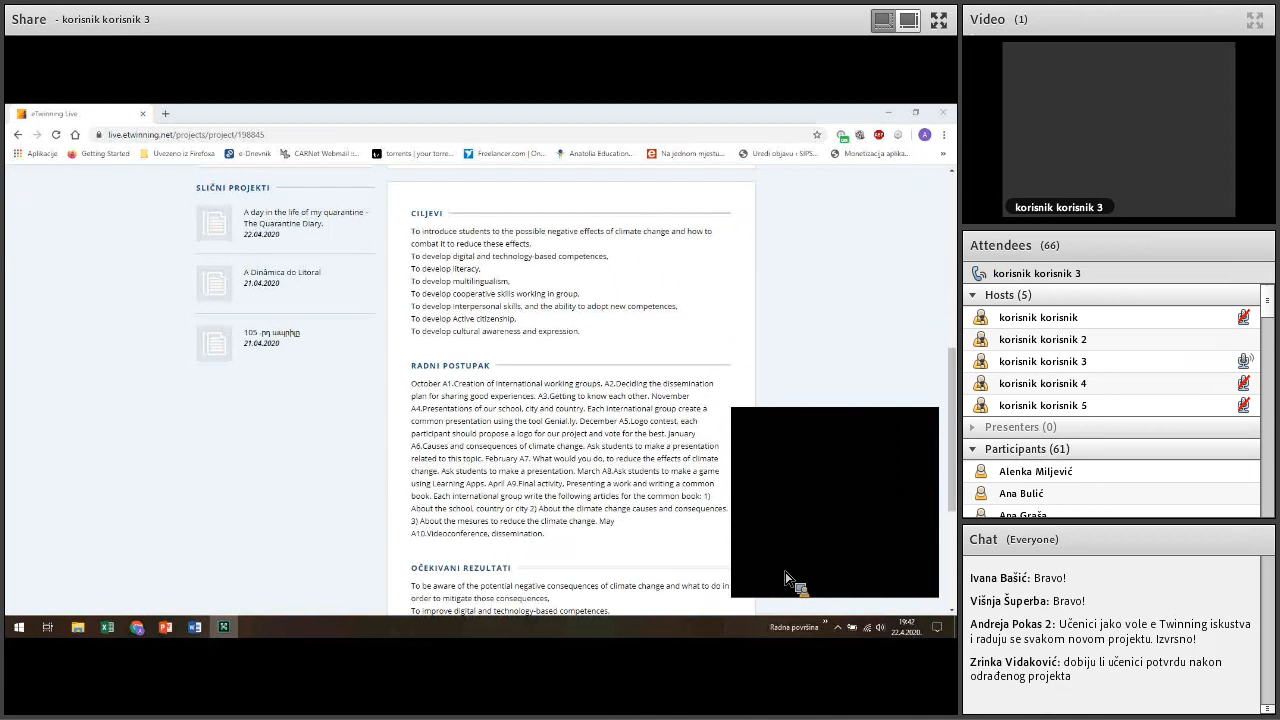 Share - korisnik korisnik 3
eTwinning Live
live.etwinning.net/projects/project/198845
Aplikacije
Getting Started
Uvezeno iz Firefoxa
e-Dnevnik
CARNet Webmail ::...
torrents | your torre...
Freelancer.com | On...
Anatolia Education...
Na jednom mjestu...
Uredi objavu ‹ SIPS...
Monetizacija aplika...
SLIČNI PROJEKTI
A day in the life of my quarantine -
The Quarantine Diary.
22.04.2020
A Dinâmica do Litoral
21.04.2020
105 -րդ ապրիլը
21.04.2020
CILJEVI
To introduce students to the possible negative effects of climate change and how to
combat it to reduce these effects,
To develop digital and technology-based competences,
To develop literacy,
To develop multilingualism,
To develop cooperative skills working in group,
To develop interpersonal skills, and the ability to adopt new competences,
To develop Active citizenship,
To develop cultural awareness and expression.
RADNI POSTUPAK
October A1.Creation of International working groups, A2.Deciding the dissemination
plan for sharing good experiences. A3.Getting to know each other. November
A4.Presentations of our school, city and country. Each international group create a
common presentation using the tool Genial.ly. December A5.Logo contest, each
participant should propose a logo for our project and vote for the best. January
A6.Causes and consequences of climate change. Ask students to make a presentation
related to this topic. February A7. What would you do, to reduce the effects of climate
change. Ask students to make a presentation. March A8.Ask students to make a game
using Learning Apps. April A9.Final activity, Presenting a work and writing a common
book. Each international group write the following articles for the common book: 1)
About the school, country or city 2) About the climate change causes and consequences.
3) About the mesures to reduce the climate change. May
A10.Videoconference, dissemination.
OČEKIVANI REZULTATI
To be aware of the potential negative consequences of climate change and what to do in
order to mitigate those consequences,
To improve digital and technology-based competences.
Radna površina
19:42
22.4.2020.
Video (1)
korisnik korisnik 3
Attendees (66)
korisnik korisnik 3
Hosts (5)
korisnik korisnik
korisnik korisnik 2
korisnik korisnik 3
korisnik korisnik 4
korisnik korisnik 5
Presenters (0)
Participants (61)
Alenka Miljević
Ana Bulić
Ana Graša
Chat (Everyone)
Ivana Bašić: Bravo!
Višnja Šuperba: Bravo!
Andreja Pokas 2: Učenici jako vole e Twinning iskustva
i raduju se svakom novom projektu. Izvrsno!
Zrinka Vidaković: dobiju li učenici potvrdu nakon
odrađenog projekta